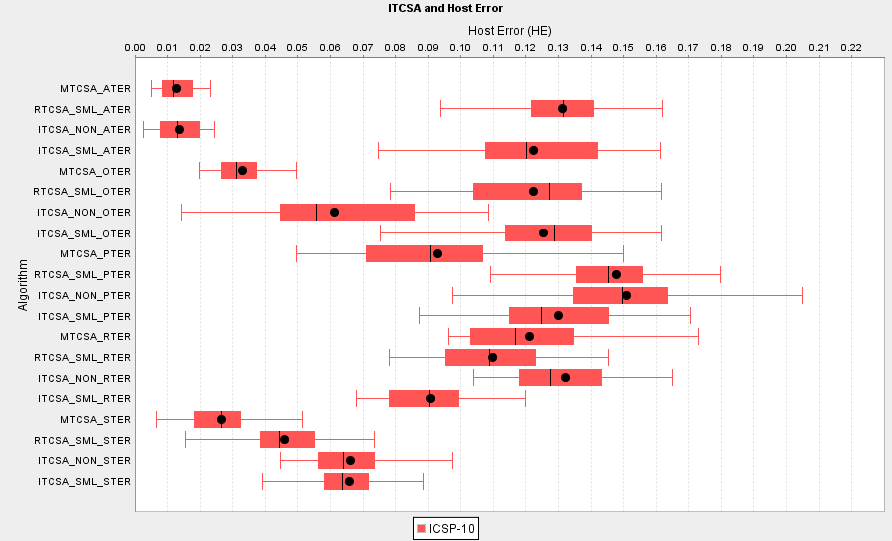 ITCSA and Host Error
Host Error (HE)
0.00 0.01 0.02 0.03 0.04 0.05 0.06 0.07 0.08 0.09 0.10 0.11 0.12 0.13 0.14 0.15 0.16 0.17 0.18 0.19 0.20 0.21 0.22
Algorithm
MTCSA_ATER
RTCSA_SML_ATER
ITCSA_NON_ATER
ITCSA_SML_ATER
MTCSA_OTER
RTCSA_SML_OTER
ITCSA_NON_OTER
ITCSA_SML_OTER
MTCSA_PTER
RTCSA_SML_PTER
ITCSA_NON_PTER
ITCSA_SML_PTER
MTCSA_RTER
RTCSA_SML_RTER
ITCSA_NON_RTER
ITCSA_SML_RTER
MTCSA_STER
RTCSA_SML_STER
ITCSA_NON_STER
ITCSA_SML_STER
ICSP-10